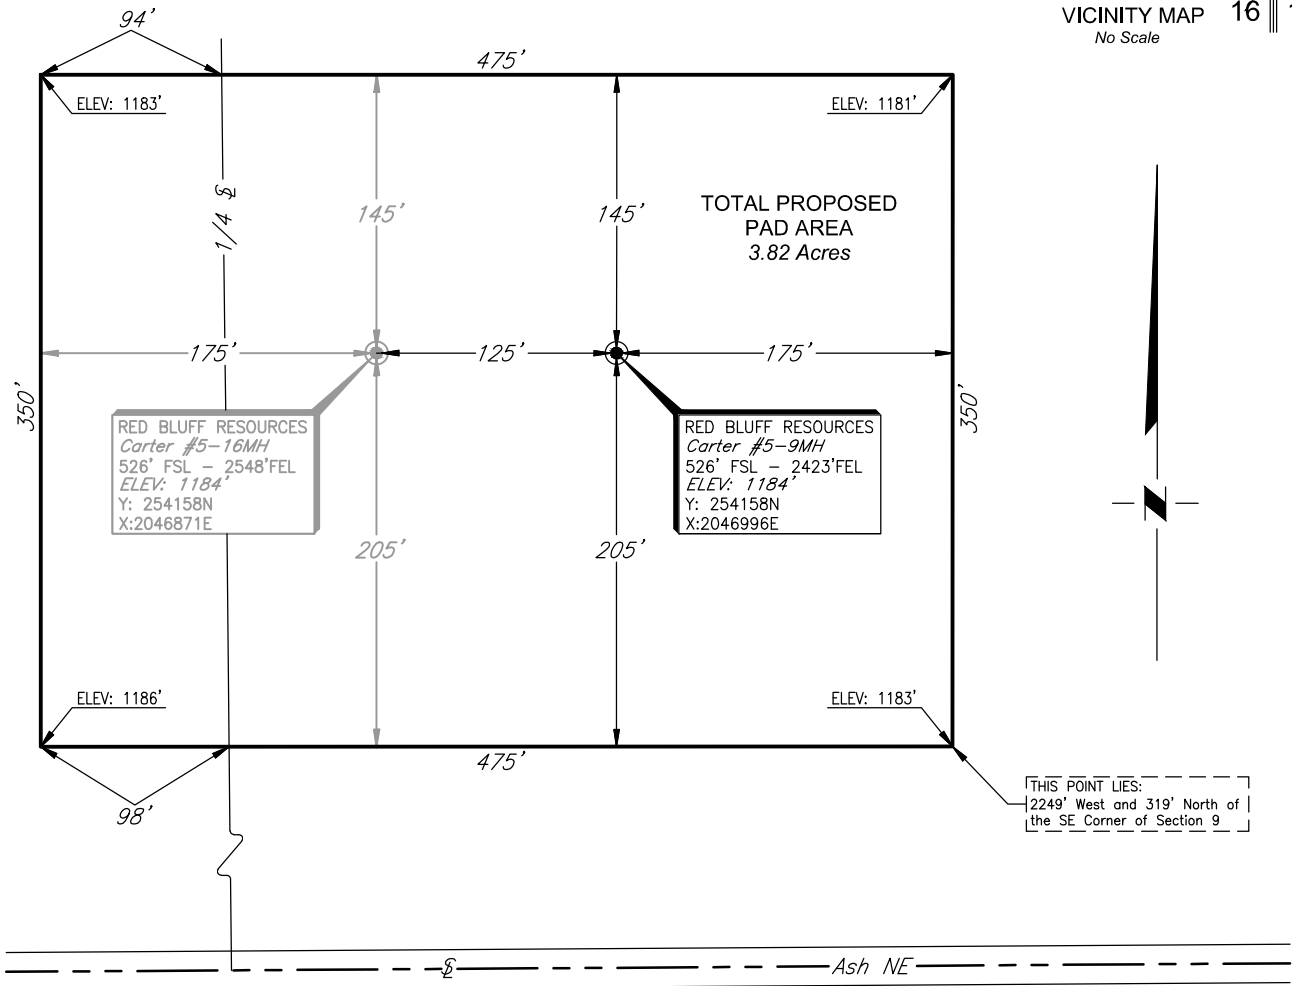 VICINITY MAP
16
No Scale
94'
475'
ELEV: 1183'
ELEV: 1181'
1/4
145'
145'
TOTAL PROPOSED
PAD AREA
3.82 Acres
175'
125'
175'
350'
350'
RED BLUFF RESOURCES
Carter #5-16MH
526' FSL - 2548'FEL
ELEV: 1184'
Y: 254158N
X:2046871E
RED BLUFF RESOURCES
Carter #5-9MH
526' FSL - 2423'FEL
ELEV: 1184'
Y: 254158N
X:2046996E
205'
205'
ELEV: 1186'
ELEV: 1183'
475'
98'
THIS POINT LIES:
2249' West and 319' North of
the SE Corner of Section 9
Ash NE